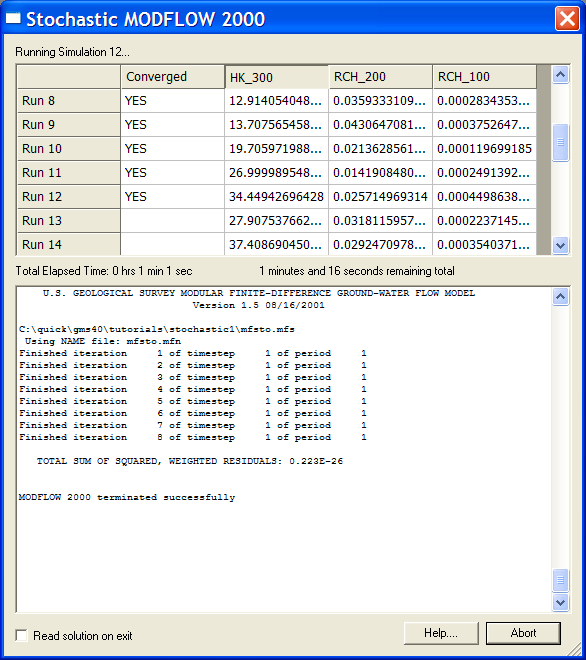 Stochastic MODFLOW 2000
Running Simulation 12...
Converged HK_300 RCH_200 RCH_100
Run 8 YES 12.914054048... 0.0359333109... 0.0002834353...
Run 9 YES 13.707565458... 0.0430647081... 0.0003752647...
Run 10 YES 19.705971988... 0.0213628561... 0.000119699185
Run 11 YES 26.999989548... 0.0141908480... 0.0002491392...
Run 12 YES 34.44942696428 0.025714969314 0.0004498638...
Run 13 27.907537662... 0.0318115957... 0.0002237145...
Run 14 37.408690450... 0.0292470978... 0.0003540371...
Total Elapsed Time: 0 hrs 1 min 1 sec 1 minutes and 16 seconds remaining total
U.S. GEOLOGICAL SURVEY MODULAR FINITE-DIFFERENCE GROUND-WATER FLOW MODEL
Version 1.5 08/16/2001
C:\quick\gms40\tutorials\stochastic1\mfsto.mfs
Using NAME file: mfsto.mfn
Finished iteration 1 of timestep 1 of period 1
Finished iteration 2 of timestep 1 of period 1
Finished iteration 3 of timestep 1 of period 1
Finished iteration 4 of timestep 1 of period 1
Finished iteration 5 of timestep 1 of period 1
Finished iteration 6 of timestep 1 of period 1
Finished iteration 7 of timestep 1 of period 1
Finished iteration 8 of timestep 1 of period 1
TOTAL SUM OF SQUARED, WEIGHTED RESIDUALS: 0.223E-26
MODFLOW 2000 terminated successfully
Read solution on exit
Help....
Abort